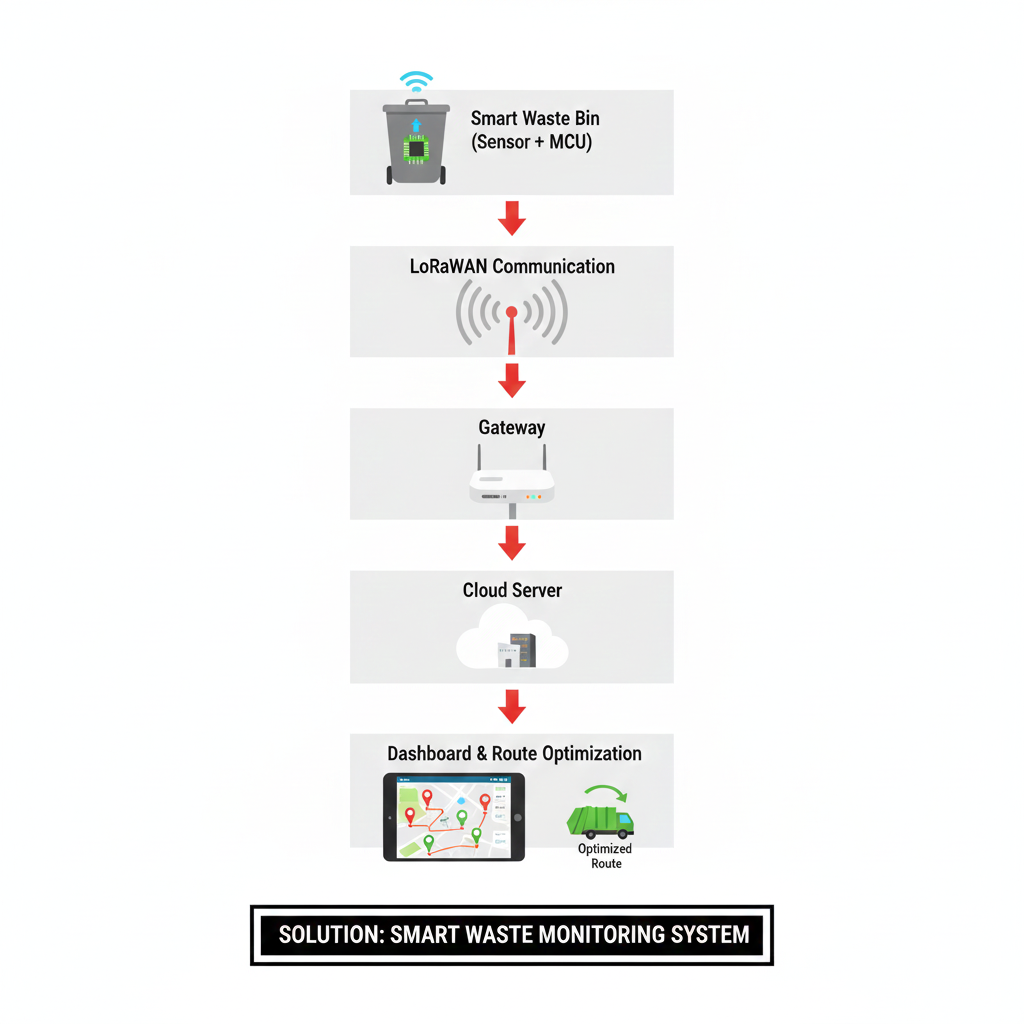 Smart Waste Bin
(Sensor + MCU)
LoRaWAN Communication
Gateway
Cloud Server
Dashboard & Route Optimization
Optimized
Route
SOLUTION: SMART WASTE MONITORING SYSTEM